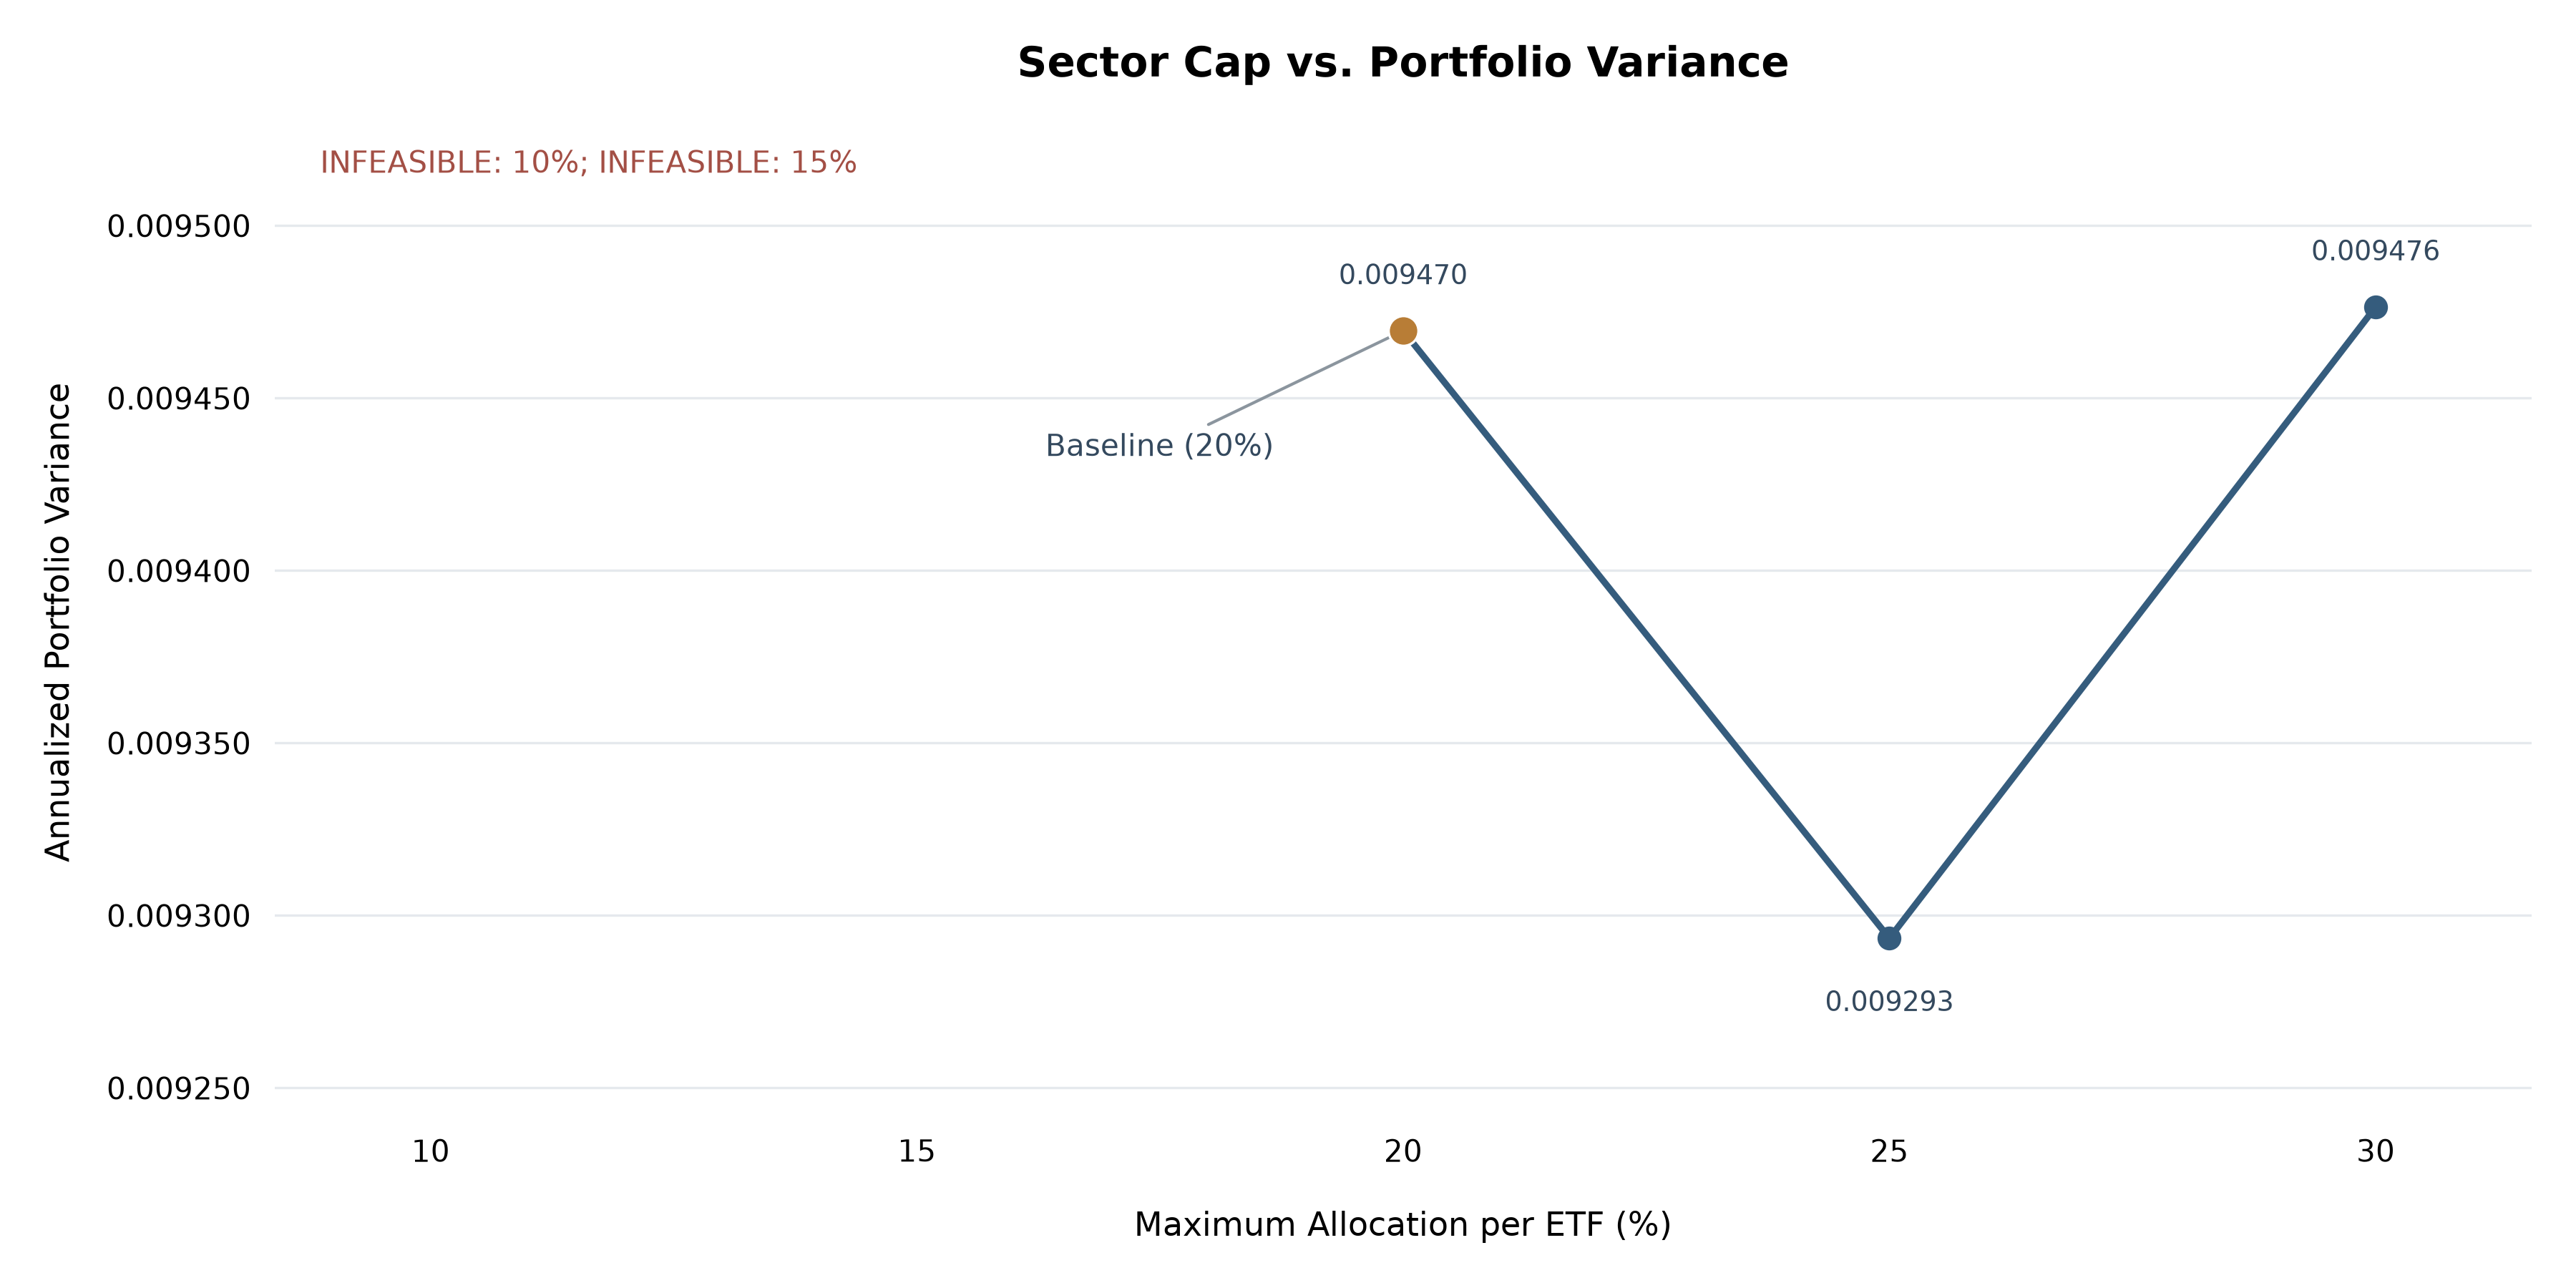 Sector Cap vs. Portfolio Variance
INFEASIBLE: 10%; INFEASIBLE: 15%
Annualized Portfolio Variance
0.009500
0.009450
0.009400
0.009350
0.009300
0.009250
0.009470
0.009476
Baseline (20%)
0.009293
10 15 20 25 30
Maximum Allocation per ETF (%)